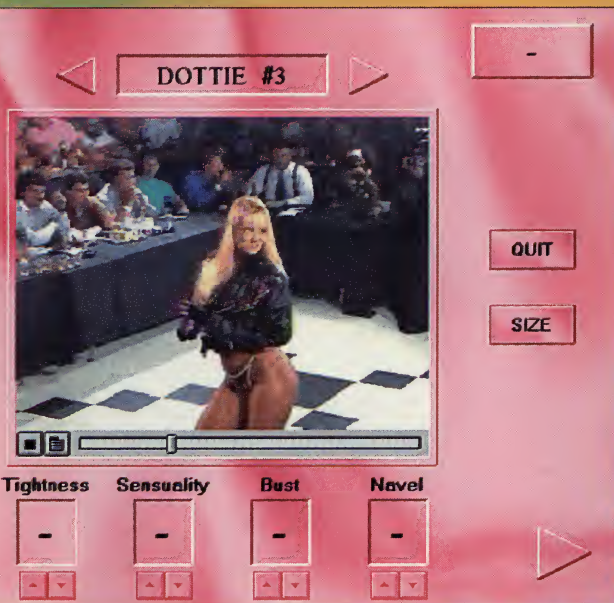 DOTTIE #3
-
QUIT
SIZE
Tightness Sensuality Bust Navel
- - - -